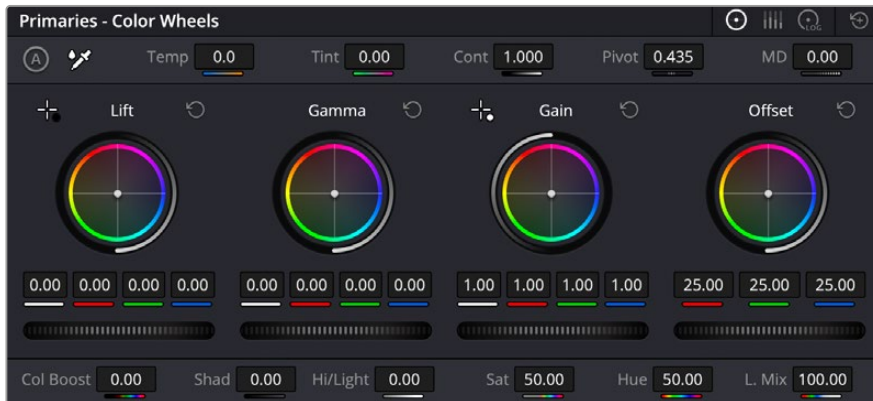 Primaries - Color Wheels
LOG
A Temp 0.0 Tint 0.00 Cont 1.000 Pivot 0.435 MD 0.00
Lift Gamma Gain Offset
0.00 0.00 0.00 0.00 0.00 0.00 0.00 0.00 1.00 1.00 1.00 1.00 25.00 25.00 25.00
Col Boost 0.00 Shad 0.00 Hi/Light 0.00 Sat 50.00 Hue 50.00 L. Mix 100.00